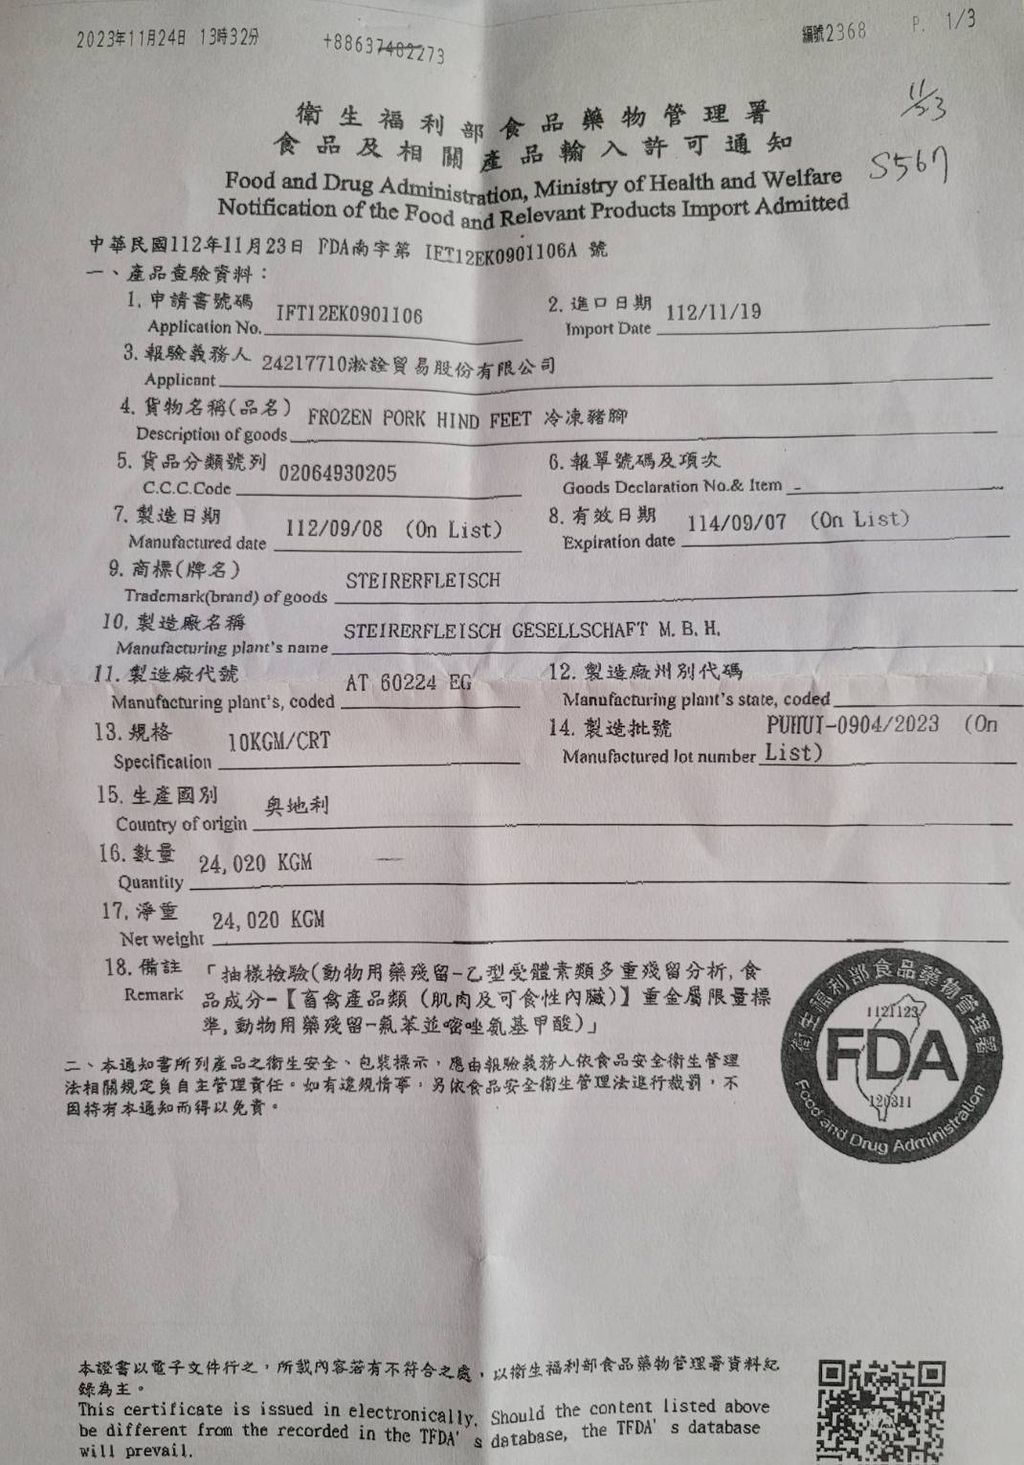 2023年11月24日 13時32分 +88637482273 編號2368 P. 1/3
11/23
S567
衛生福利部食品藥物管理署
食品及相關產品輸入許可通知
Food and Drug Administration, Ministry of Health and Welfare
Notification of the Food and Relevant Products Import Admitted
中華民國112年11月23日 FDA南字第 IFT12EK0901106A 號
一、產品查驗資料：
1. 申請書號碼 IFT12EK0901106 2. 進口日期 112/11/19
Application No. Import Date
3. 報驗義務人 24217710淞詮貿易股份有限公司
Applicant
4. 貨物名稱(品名) FROZEN PORK HIND FEET 冷凍豬腳
Description of goods
5. 貨品分類號列 02064930205 6. 報單號碼及項次
C.C.C.Code Goods Declaration No.& Item -
7. 製造日期 112/09/08 (On List) 8. 有效日期 114/09/07 (On List)
Manufactured date Expiration date
9. 商標(牌名) STEIRERFLEISCH
Trademark(brand) of goods
10. 製造廠名稱 STEIRERFLEISCH GESELLSCHAFT M.B.H.
Manufacturing plant's name
11. 製造廠代號 AT 60224 EG 12. 製造廠州別代碼
Manufacturing plant's, coded Manufacturing plant's state, coded
13. 規格 10KGM/CRT 14. 製造批號 PUHUI-0904/2023 (On
Specification Manufactured lot number List)
15. 生產國別 奧地利
Country of origin
16. 數量 24,020 KGM
Quantity
17. 淨重 24,020 KGM
Net weight
18. 備註 「抽樣檢驗(動物用藥殘留-乙型受體素類多重殘留分析,食
Remark 品成分-【畜禽產品類（肌肉及可食性內臟）】重金屬限量標
準,動物用藥殘留-氟苯並嘧唑氨基甲酸)」
衛生福利部食品藥物管理署
1121123
FDA
120311
Food and Drug Administration
二、本通知書所列產品之衛生安全、包裝標示，應由報驗義務人依食品安全衛生管理
法相關規定負自主管理責任。如有違規情事，另依食品安全衛生管理法進行裁罰，不
因持有本通知而得以免責。
本證書以電子文件行之，所載內容若有不符合之處，以衛生福利部食品藥物管理署資料紀
錄為主。
This certificate is issued in electronically. Should the content listed above
be different from the recorded in the TFDA's database, the TFDA's database
will prevail.